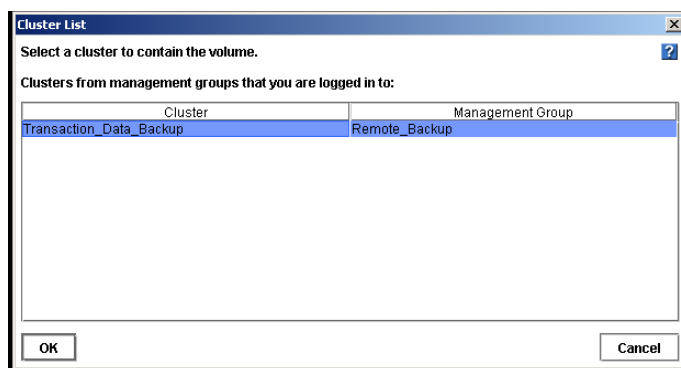 Cluster List
Select a cluster to contain the volume.
?
Clusters from management groups that you are logged in to:
Cluster Management Group
Transaction_Data_Backup Remote_Backup
OK Cancel